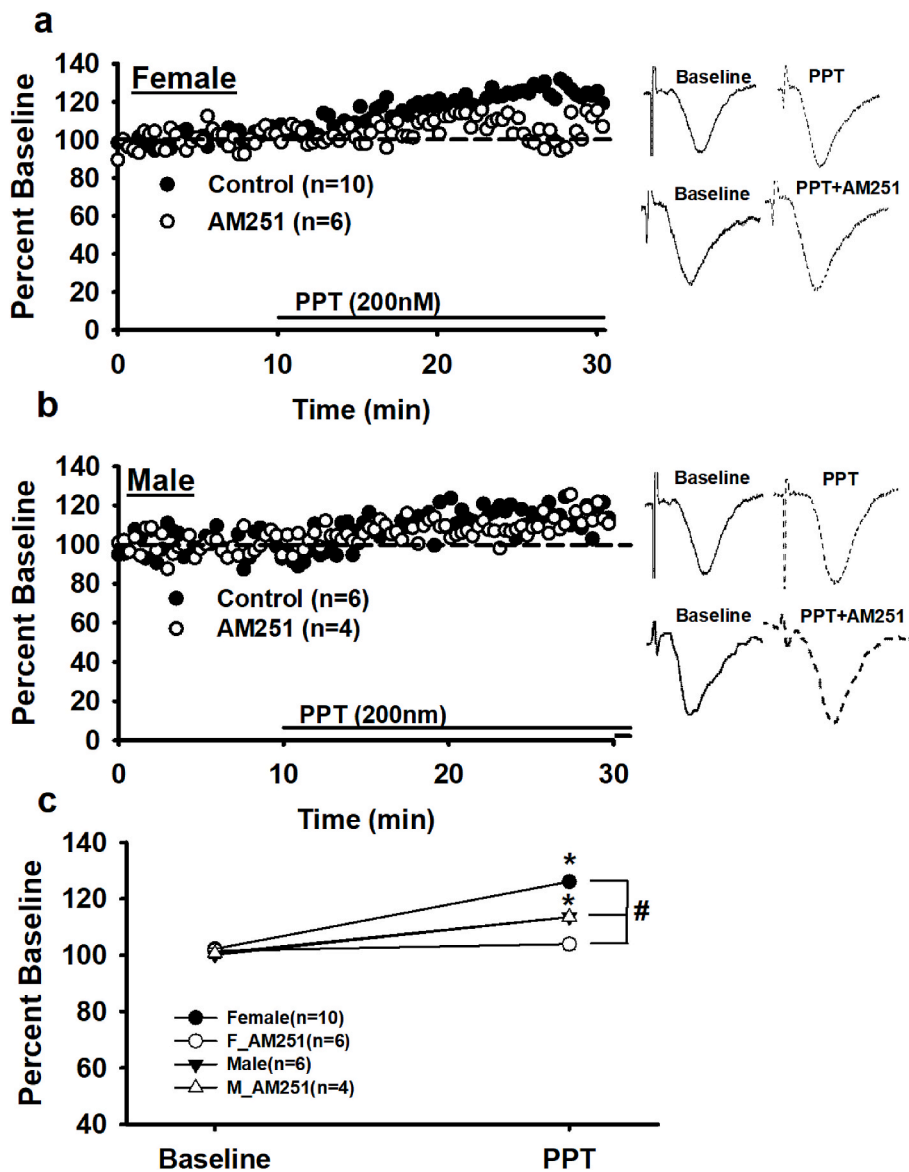 a
Female
Percent Baseline
140
120
100
80
60
40
20
0
Control (n=10)
AM251 (n=6)
PPT (200nM)
0 10 20 30
Time (min)
Baseline PPT
Baseline PPT+AM251
b
Male
Percent Baseline
140
120
100
80
60
40
20
0
Control (n=6)
AM251 (n=4)
PPT (200nm)
0 10 20 30
Time (min)
Baseline PPT
Baseline PPT+AM251
c
Percent Baseline
140
120
100
80
60
40
*
*
#
Female(n=10)
F_AM251(n=6)
Male(n=6)
M_AM251(n=4)
Baseline PPT